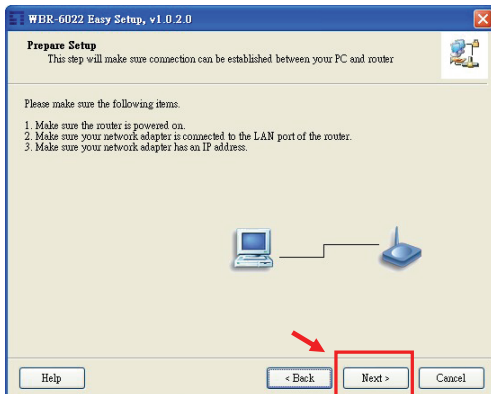 WBR-6022 Easy Setup, v1.0.2.0
Prepare Setup
This step will make sure connection can be established between your PC and router
Please make sure the following items.
1. Make sure the router is powered on.
2. Make sure your network adapter is connected to the LAN port of the router.
3. Make sure your network adapter has an IP address.
Help
< Back
Next >
Cancel